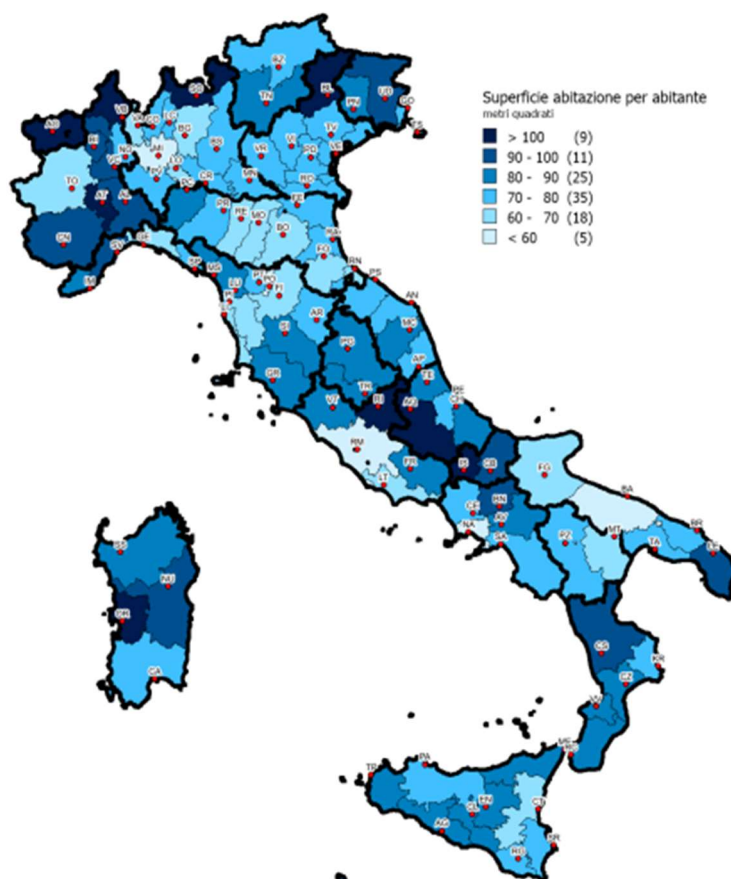 Superficie abitazione per abitante
metri quadrati
> 100 (9)
90 - 100 (11)
80 - 90 (25)
70 - 80 (35)
60 - 70 (18)
< 60 (5)
BZ
SO
TN
BL
UD
PN
GO
TS
AO
VB
VA
CO
LC
BG
BI
NO
MI
BS
VR
VI
TV
VE
PD
TO
VC
LO
PV
CR
MN
RO
AT
AL
PC
PR
RE
MO
FE
BO
RA
CN
SV
GE
SP
MS
FO
RN
PS
IM
LU
PT
PO
FI
PI
AN
AR
SI
MC
PG
AP
GR
TE
TR
VT
RI
AQ
PE
CH
RM
FR
IS
CB
FG
LT
BA
CE
BN
NA
AV
SA
PZ
MT
BR
TA
LE
SS
NU
OR
CA
CS
KR
CZ
VV
ME
RC
TP
PA
CL
EN
CT
AG
SR
RG